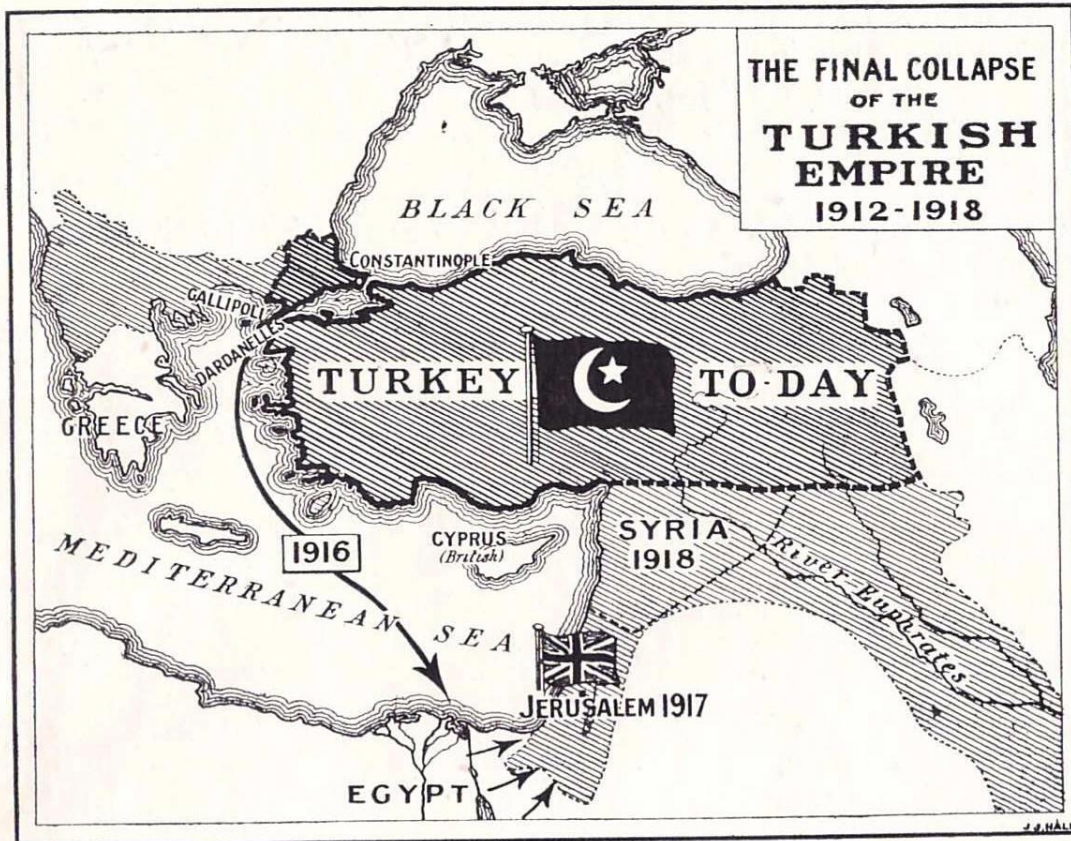 THE FINAL COLLAPSE
OF THE
TURKISH
EMPIRE
1912-1918
BLACK SEA
CONSTANTINOPLE
GALLIPOLI
DARDANELLES
TURKEY TO·DAY
GREECE
1916
CYPRUS
(British)
SYRIA
1918
River Euphrates
MEDITERRANEAN SEA
JERUSALEM 1917
EGYPT
J.J.HALL